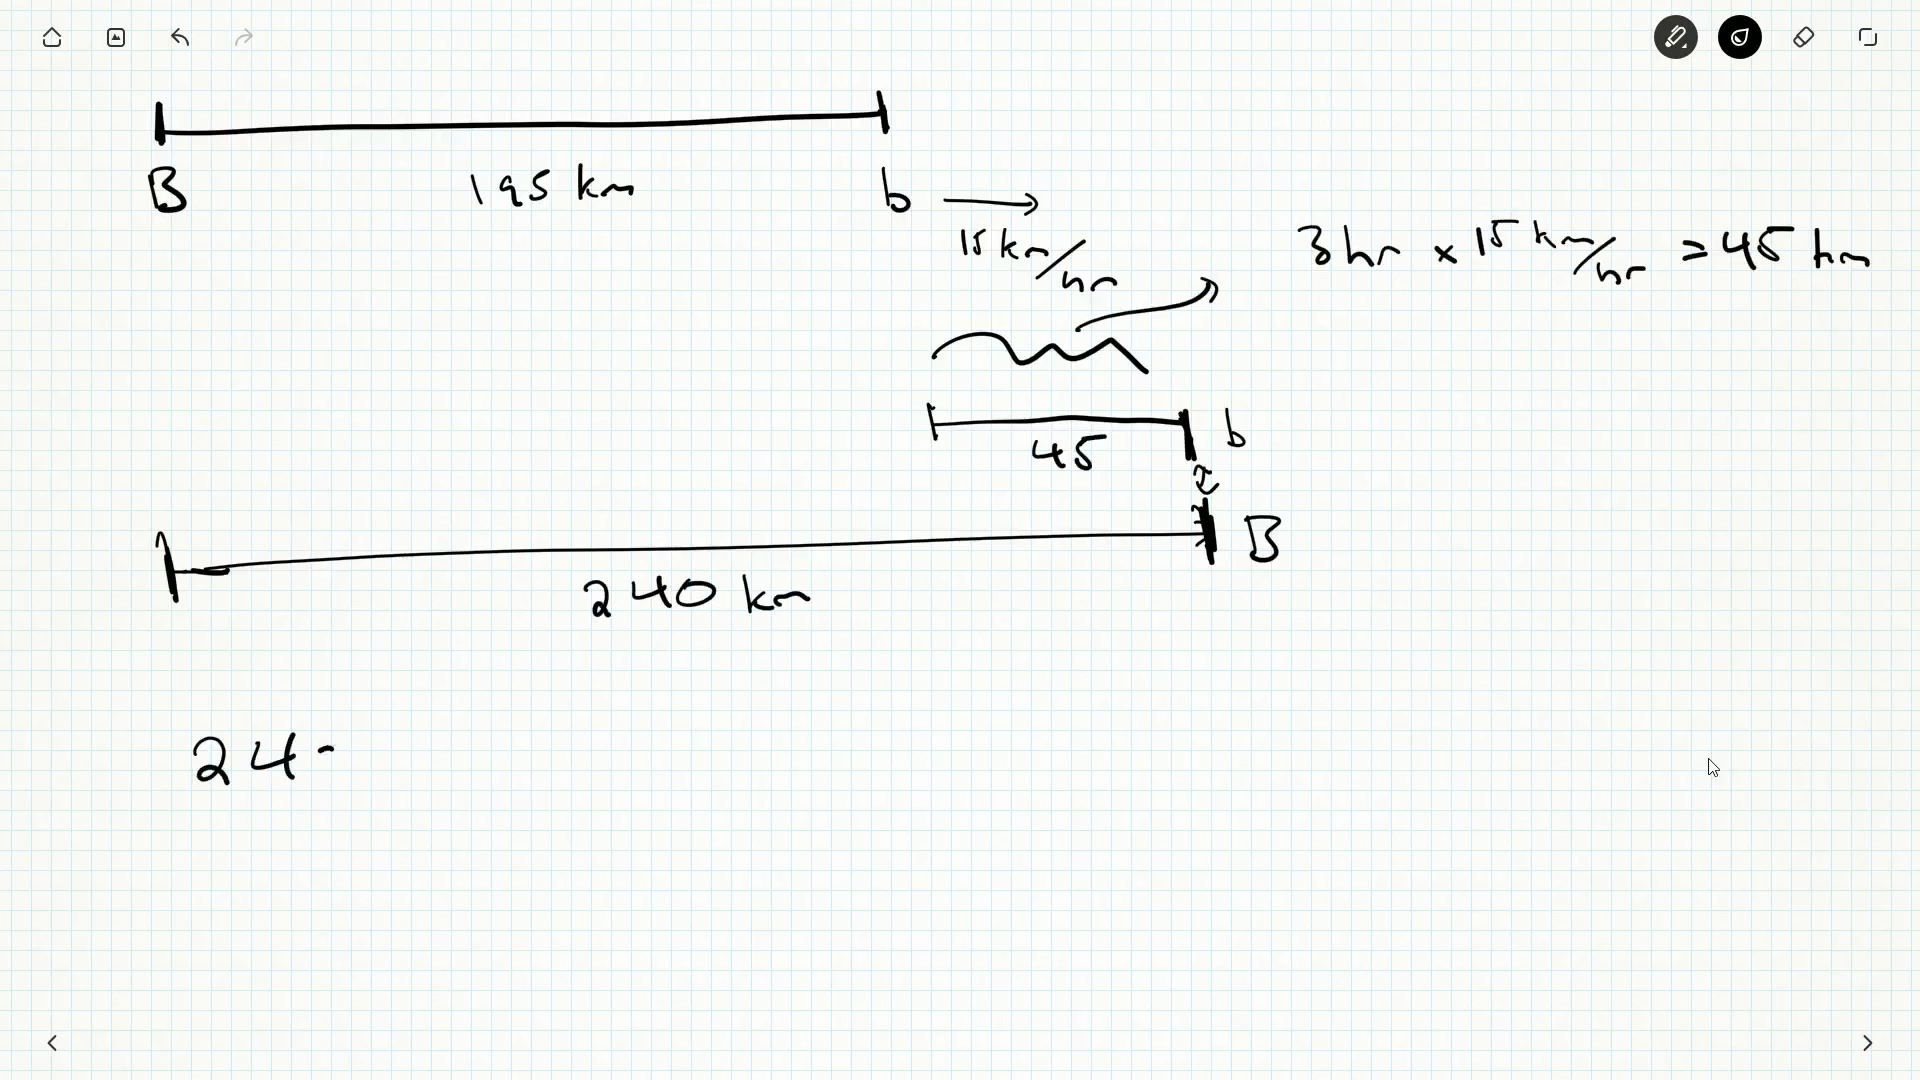 B 195 km b
15 km/hr
3 hr × 15 km/hr = 45 km
45 b
B
240 km
24-